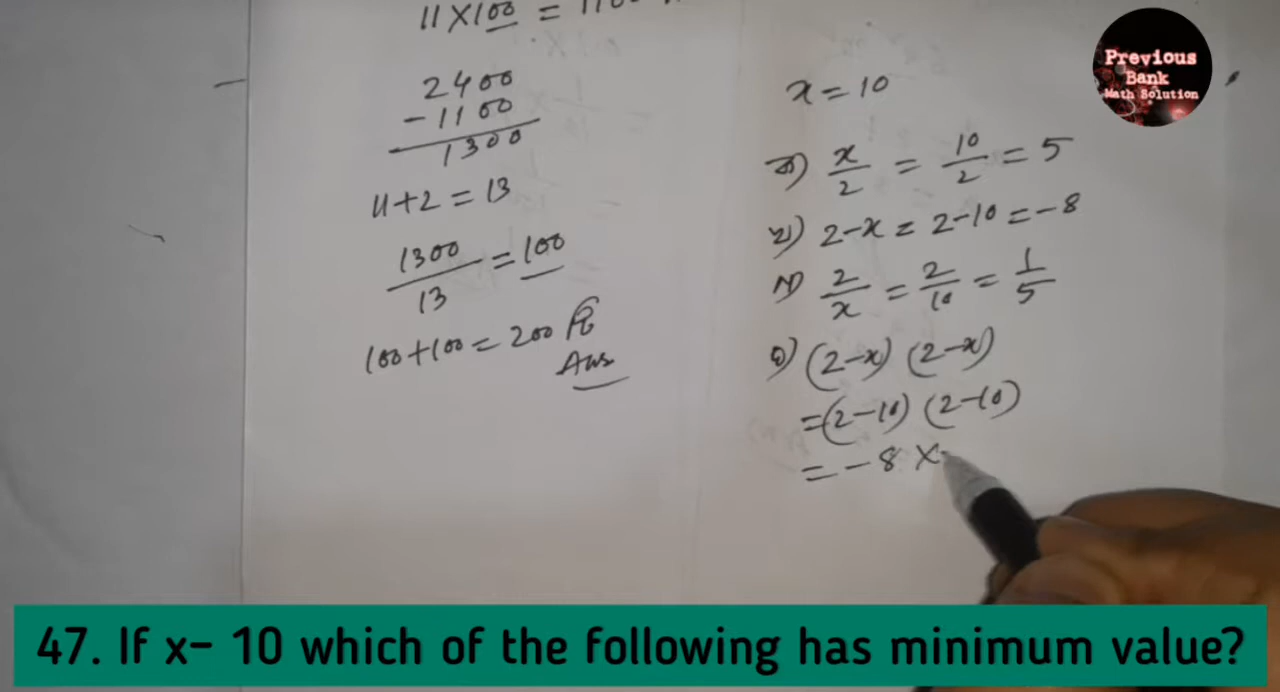 11 × 100 = 1100
2400
- 1100
1300
11 + 2 = 13
1300/13 = 100
100 + 100 = 200 টি
Ans
x = 10
ক) x/2 = 10/2 = 5
খ) 2-x = 2-10 = -8
গ) 2/x = 2/10 = 1/5
ঘ) (2-x) (2-x)
= (2-10) (2-10)
= -8 ×
Previous
Bank
Math Solution
47. If x– 10 which of the following has minimum value?